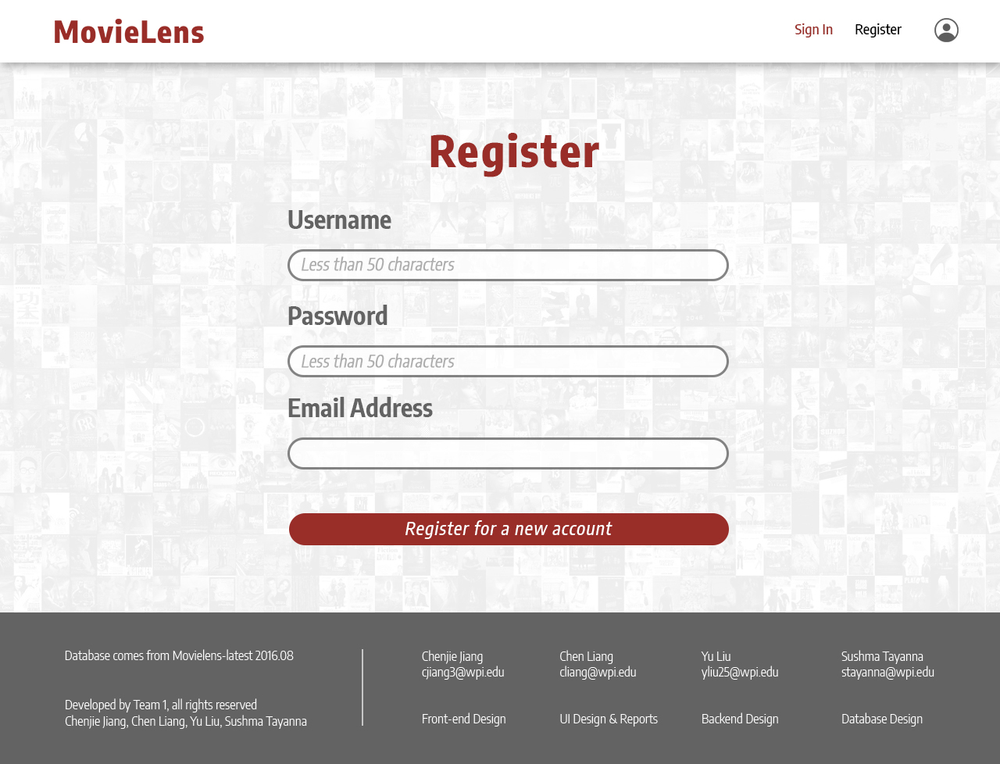 MovieLens
Sign In
Register
Register
Username
Less than 50 characters
Password
Less than 50 characters
Email Address
Register for a new account
Database comes from Movielens-latest 2016.08
Developed by Team 1, all rights reserved
Chenjie Jiang, Chen Liang, Yu Liu, Sushma Tayanna
Chenjie Jiang
cjiang3@wpi.edu
Front-end Design
Chen Liang
cliang@wpi.edu
UI Design & Reports
Yu Liu
yliu25@wpi.edu
Backend Design
Sushma Tayanna
stayanna@wpi.edu
Database Design